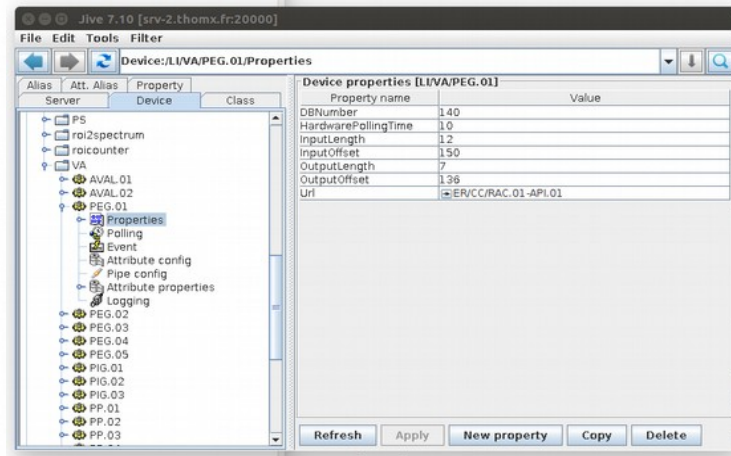 Jive 7.10 [srv-2.thomx.fr:20000]
File Edit Tools Filter
Device:/LI/VA/PEG.01/Properties
Alias Att. Alias Property
Server Device Class
PS
roi2spectrum
roicounter
VA
AVAL.01
AVAL.02
PEG.01
Properties
Polling
Event
Attribute config
Pipe config
Attribute properties
Logging
PEG.02
PEG.03
PEG.04
PEG.05
PIG.01
PIG.02
PIG.03
PP.01
PP.02
PP.03
Device properties [LI/VA/PEG.01]
Property name Value
DBNumber 140
HardwarePollingTime 10
InputLength 12
InputOffset 150
OutputLength 7
OutputOffset 136
Url ER/CC/RAC.01-API.01
Refresh Apply New property Copy Delete